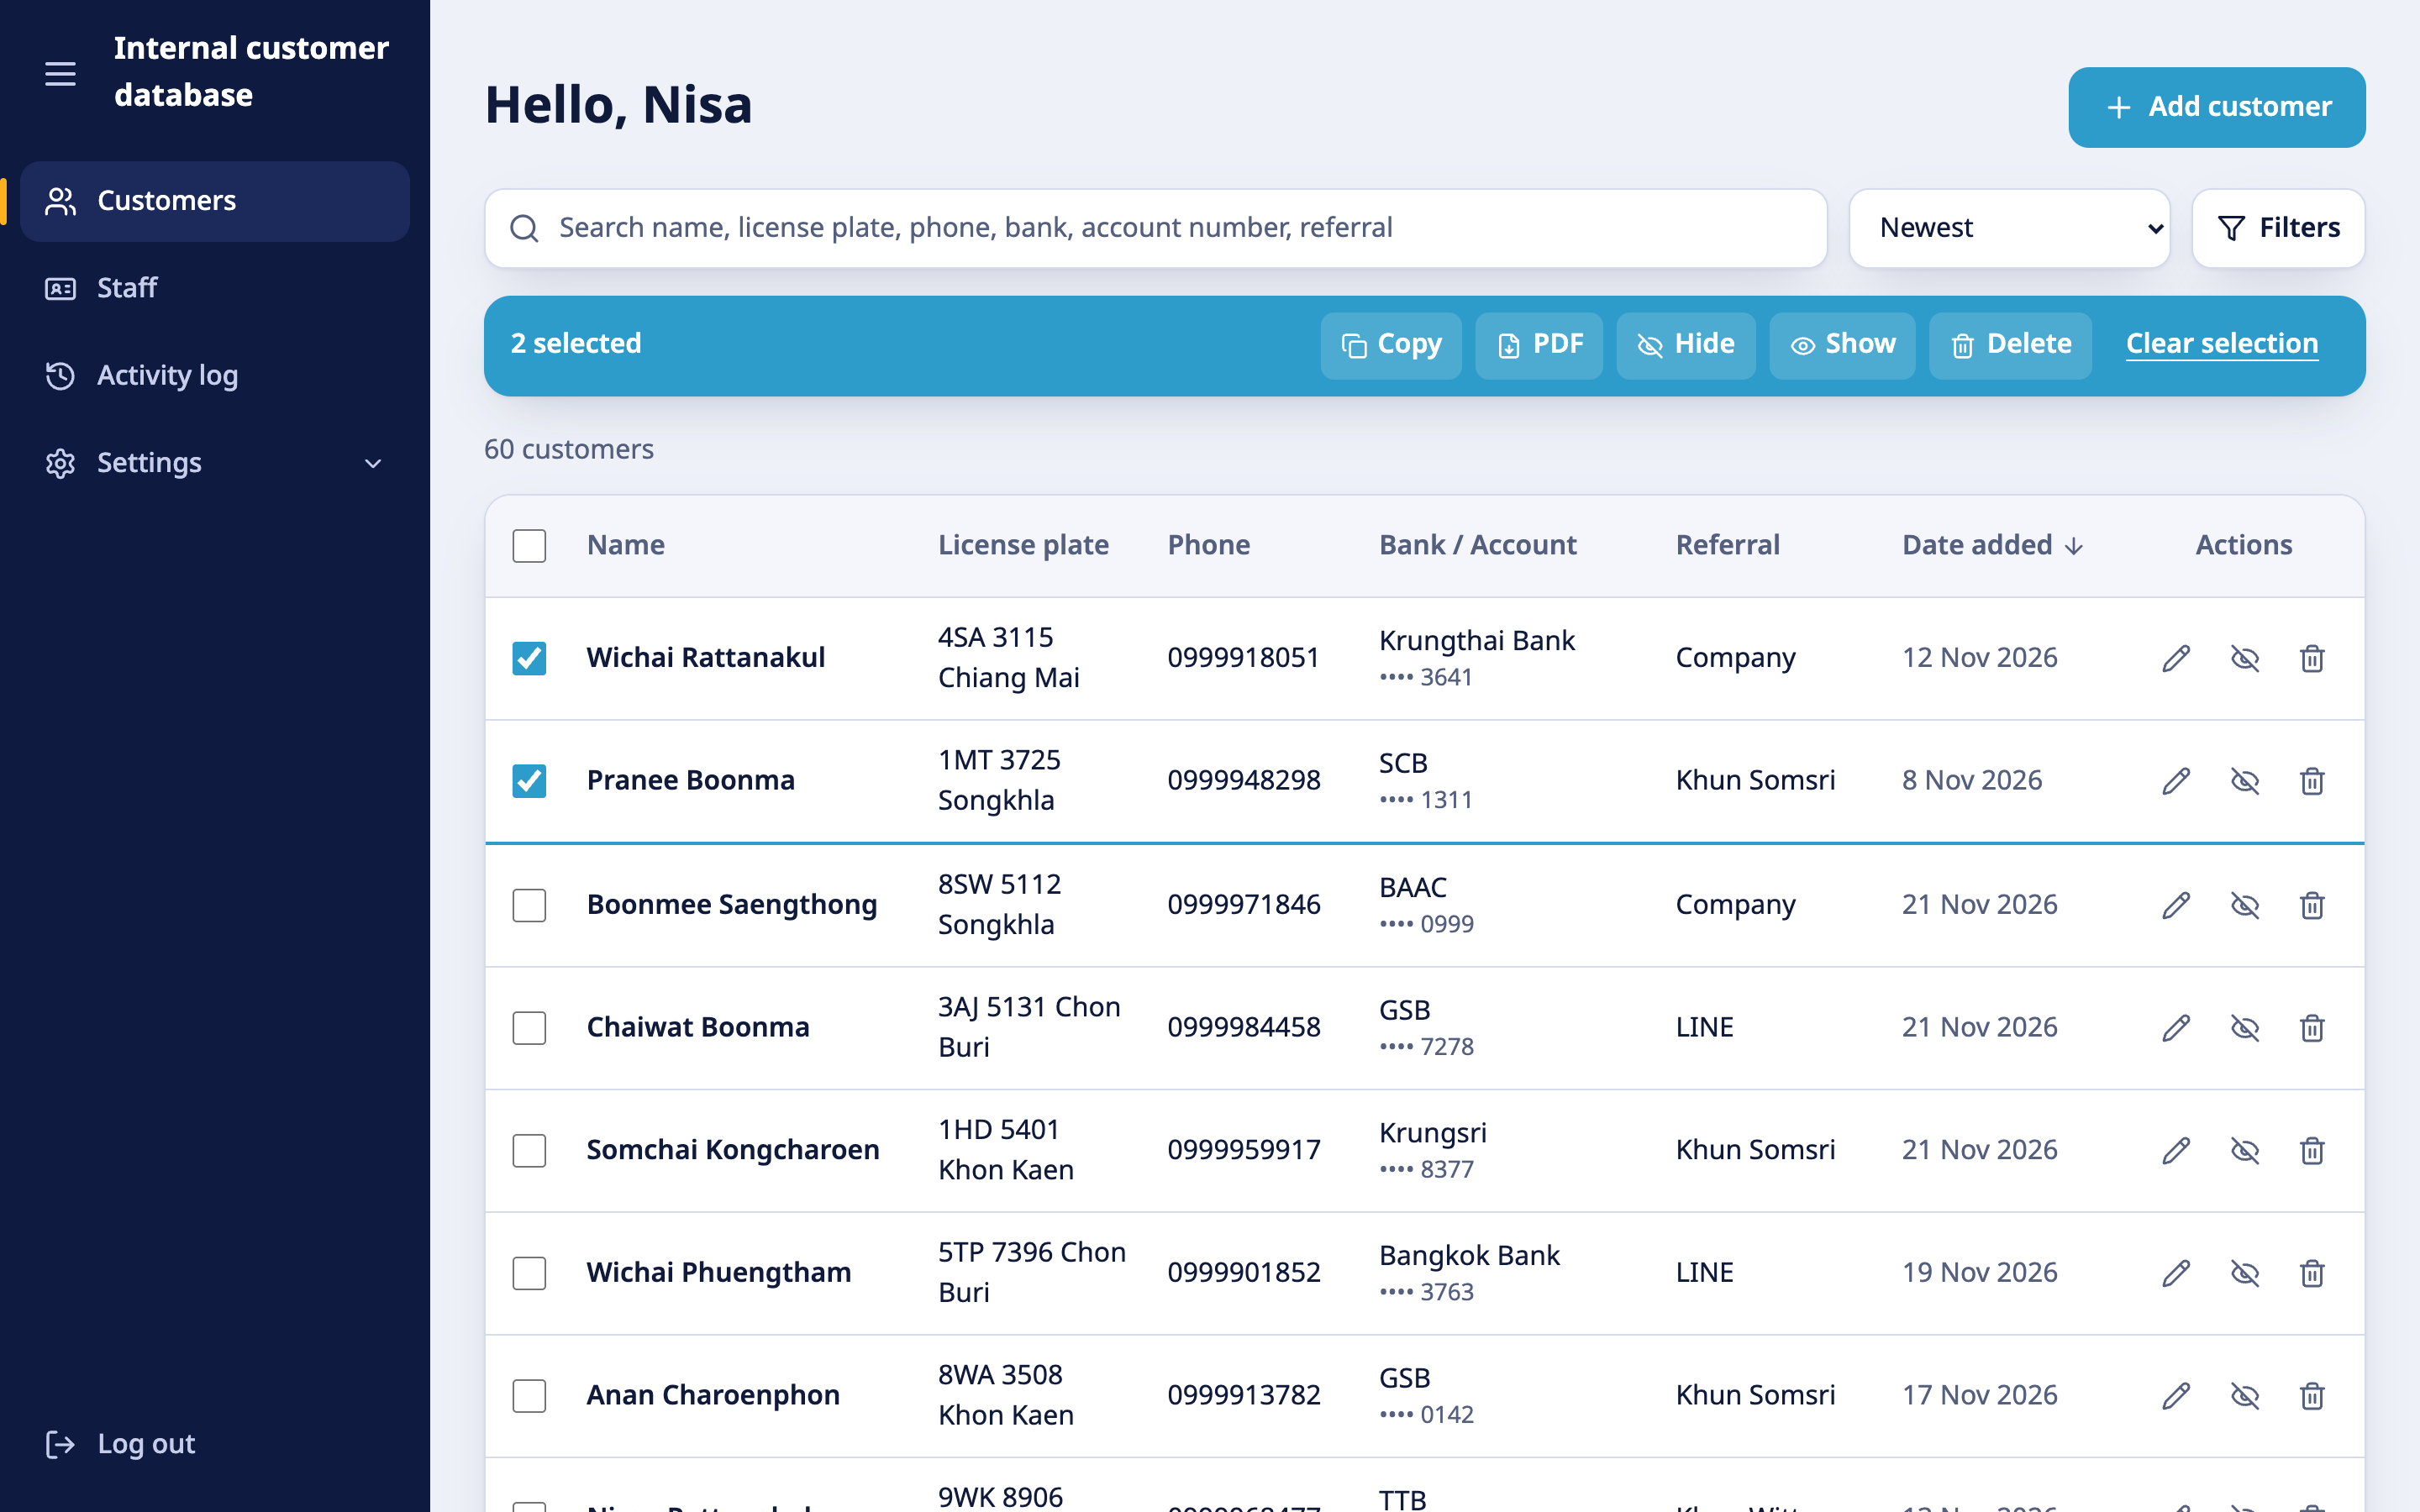 Internal customer
database
Customers
Staff
Activity log
Settings
Log out
Hello, Nisa
Add customer
Search name, license plate, phone, bank, account number, referral
Newest
Filters
2 selected
Copy
PDF
Hide
Show
Delete
Clear selection
60 customers
Name License plate Phone Bank / Account Referral Date added Actions
Wichai Rattanakul 4SA 3115 Chiang Mai 0999918051 Krungthai Bank •••• 3641 Company 12 Nov 2026
Pranee Boonma 1MT 3725 Songkhla 0999948298 SCB •••• 1311 Khun Somsri 8 Nov 2026
Boonmee Saengthong 8SW 5112 Songkhla 0999971846 BAAC •••• 0999 Company 21 Nov 2026
Chaiwat Boonma 3AJ 5131 Chon Buri 0999984458 GSB •••• 7278 LINE 21 Nov 2026
Somchai Kongcharoen 1HD 5401 Khon Kaen 0999959917 Krungsri •••• 8377 Khun Somsri 21 Nov 2026
Wichai Phuengtham 5TP 7396 Chon Buri 0999901852 Bangkok Bank •••• 3763 LINE 19 Nov 2026
Anan Charoenphon 8WA 3508 Khon Kaen 0999913782 GSB •••• 0142 Khun Somsri 17 Nov 2026
9WK 8906 TTB